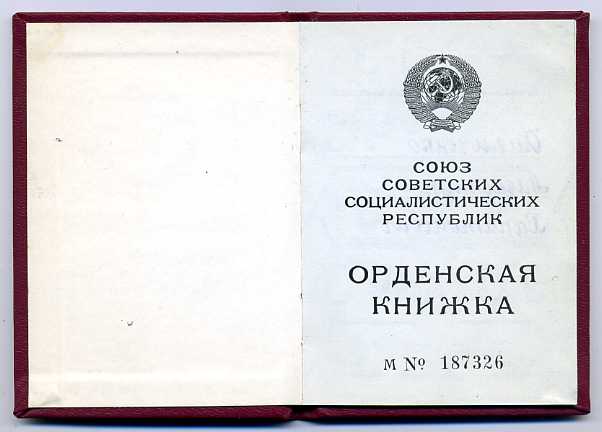 СОЮЗ
СОВЕТСКИХ
СОЦИАЛИСТИЧЕСКИХ
РЕСПУБЛИК
ОРДЕНСКАЯ
КНИЖКА
М № 187326